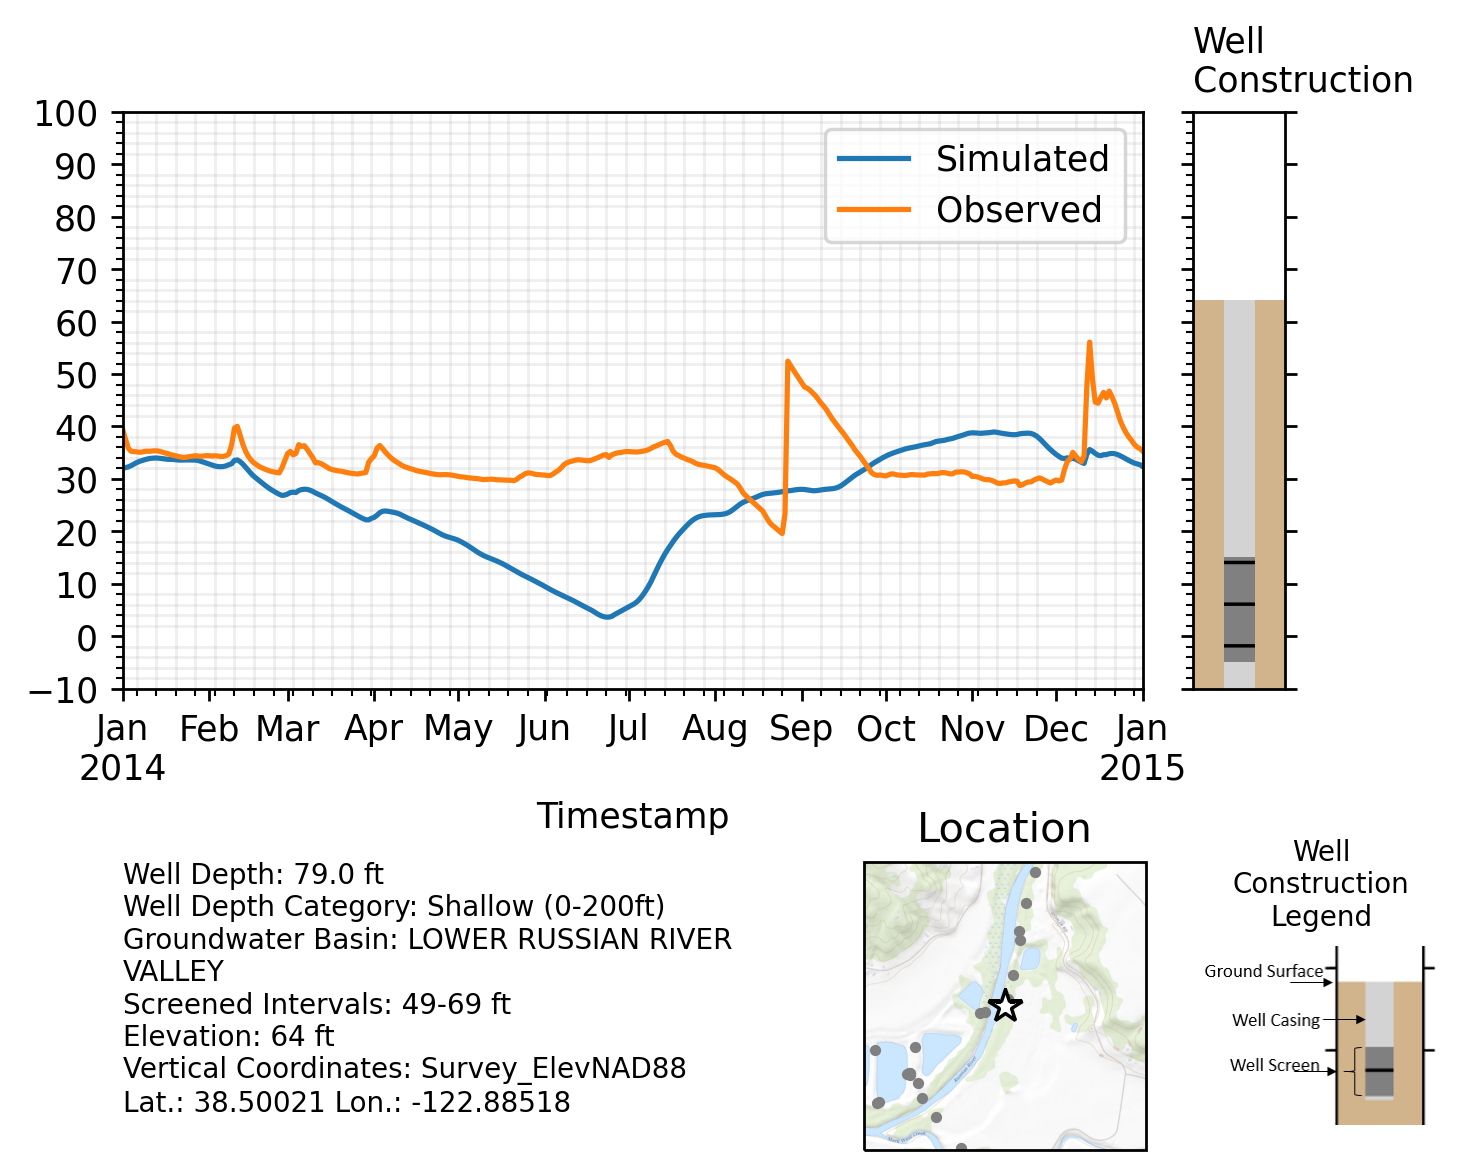 Well
Construction
100
90
80
70
60
50
40
30
20
10
0
−10
Simulated
Observed
Jan Feb Mar Apr May Jun Jul Aug Sep Oct Nov Dec Jan
2014 2015
Timestamp
Well Depth: 79.0 ft
Well Depth Category: Shallow (0-200ft)
Groundwater Basin: LOWER RUSSIAN RIVER
VALLEY
Screened Intervals: 49-69 ft
Elevation: 64 ft
Vertical Coordinates: Survey_ElevNAD88
Lat.: 38.50021 Lon.: -122.88518
Location
Well
Construction
Legend
Ground Surface
Well Casing
Well Screen